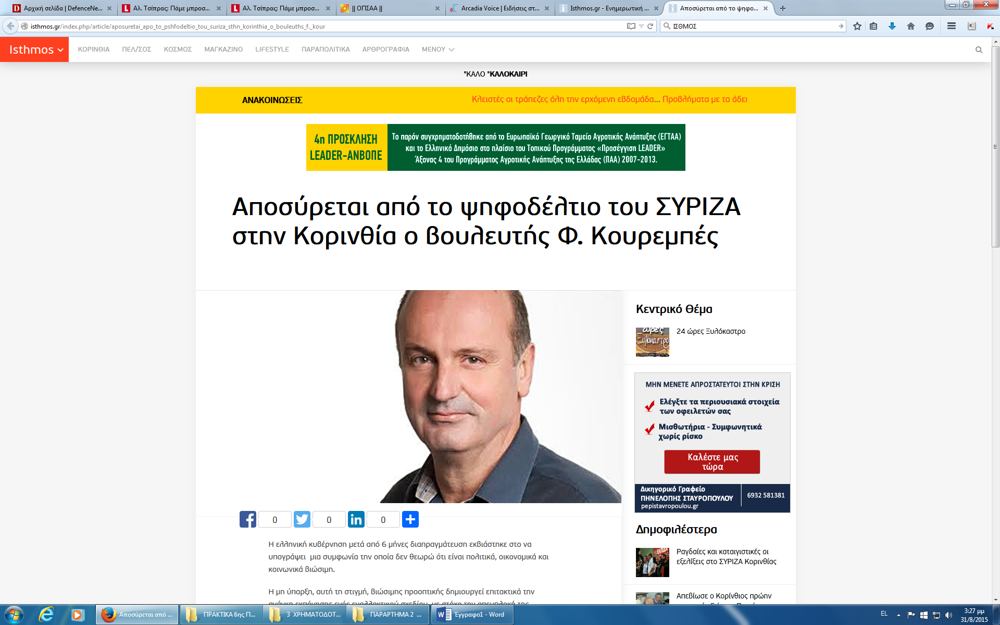 Αρχική σελίδα | DefenceNe...
Αλ. Τσίπρας: Πάμε μπροσ...
Αλ. Τσίπρας: Πάμε μπροσ...
|| ΟΠΣΑΑ ||
Arcadia Voice | Ειδήσεις στ...
Isthmos.gr - Ενημερωτική ...
Αποσύρεται από το ψηφο...
isthmos.gr/index.php/article/aposuretai_apo_to_pshfodeltio_tou_suriza_sthn_korinthia_o_bouleuths_f._kour
ΙΣΘΜΟΣ
Isthmos
ΚΟΡΙΝΘΙΑ ΠΕΛ/ΣΟΣ ΚΟΣΜΟΣ ΜΑΓΚΑΖΙΝΟ LIFESTYLE ΠΑΡΑΠΟΛΙΤΙΚΑ ΑΡΘΡΟΓΡΑΦΙΑ ΜΕΝΟΥ
"ΚΑΛΟ "ΚΑΛΟΚΑΙΡΙ
ΑΝΑΚΟΙΝΩΣΕΙΣ
Κλειστές οι τράπεζες όλη την ερχόμενη εβδομάδα... Προβλήματα με τα άδει
4η ΠΡΟΣΚΛΗΣΗ
LEADER-ΑΝΒΟΠΕ
Το παρόν συγχρηματοδοτήθηκε από το Ευρωπαϊκό Γεωργικό Ταμείο Αγροτικής Ανάπτυξης (ΕΓΤΑΑ)
και το Ελληνικό Δημόσιο στο πλαίσιο του Τοπικού Προγράμματος «Προσέγγιση LEADER»
Άξονας 4 του Προγράμματος Αγροτικής Ανάπτυξης της Ελλάδας (ΠΑΑ) 2007-2013.
Αποσύρεται από το ψηφοδέλτιο του ΣΥΡΙΖΑ
στην Κορινθία ο βουλευτής Φ. Κουρεμπές
Κεντρικό Θέμα
24 ώρες Ξυλόκαστρο
ΜΗΝ ΜΕΝΕΤΕ ΑΠΡΟΣΤΑΤΕΥΤΟΙ ΣΤΗΝ ΚΡΙΣΗ
Ελέγξτε τα περιουσιακά στοιχεία
των οφειλετών σας
Μισθωτήρια - Συμφωνητικά
χωρίς ρίσκο
Καλέστε μας
τώρα
Δικηγορικό Γραφείο
ΠΗΝΕΛΟΠΗΣ ΣΤΑΥΡΟΠΟΥΛΟΥ
pepistavropoulou.gr
6932 581381
0 0 0
Η ελληνική κυβέρνηση μετά από 6 μήνες διαπραγμάτευση εκβιάστηκε στο να
υπογράψει μια συμφωνία την οποία δεν θεωρώ ότι είναι πολιτικά, οικονομικά και
κοινωνικά βιώσιμη.
Η μη ύπαρξη, αυτή τη στιγμή, βιώσιμης προοπτικής δημιουργεί επιτακτικά την
Δημοφιλέστερα
Ραγδαίες και καταιγιστικές οι
εξελίξεις στο ΣΥΡΙΖΑ Κορινθίας
Απεβίωσε ο Κορίνθιος πρώην
Αποσύρεται από ...
ΠΡΑΚΤΙΚΑ 6ης Π...
3 ΧΡΗΜΑΤΟΔΟΤ...
ΠΑΡΑΡΤΗΜΑ 2 ...
Έγγραφο1 - Word
EL
3:27 μμ
31/8/2015